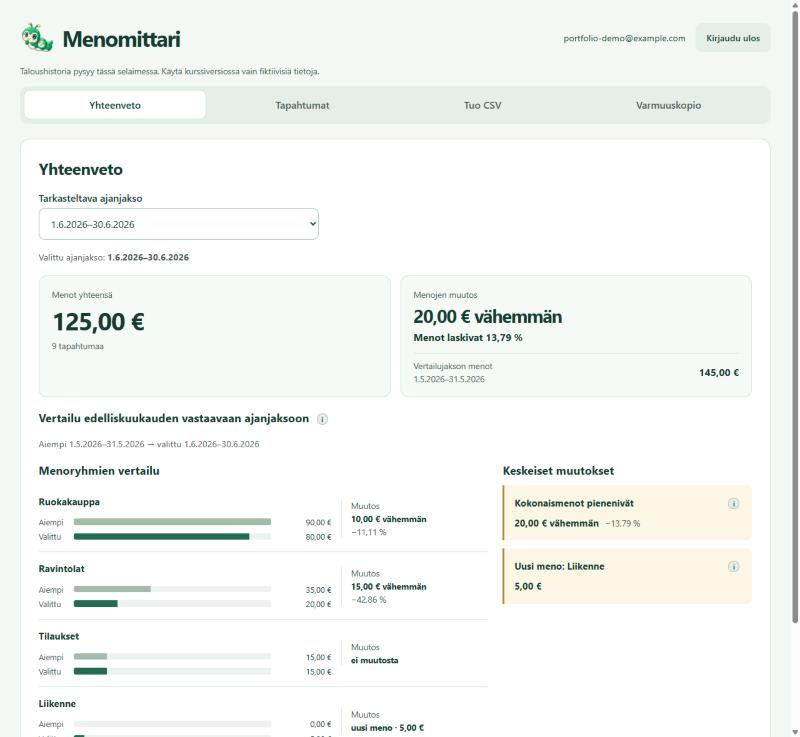 Menomittari
portfolio-demo@example.com
Kirjaudu ulos
Taloushistoria pysyy tässä selaimessa. Käytä kurssiversiossa vain fiktiivisiä tietoja.
Yhteenveto
Tapahtumat
Tuo CSV
Varmuuskopio
Yhteenveto
Tarkasteltava ajanjakso
1.6.2026–30.6.2026
Valittu ajanjakso: 1.6.2026–30.6.2026
Menot yhteensä
125,00 €
9 tapahtumaa
Menojen muutos
20,00 € vähemmän
Menot laskivat 13,79 %
Vertailujakson menot
1.5.2026–31.5.2026
145,00 €
Vertailu edelliskuukauden vastaavaan ajanjaksoon
Aiempi 1.5.2026–31.5.2026 → valittu 1.6.2026–30.6.2026
Menoryhmien vertailu
Ruokakauppa
Aiempi 90,00 €
Valittu 80,00 €
Muutos
10,00 € vähemmän
−11,11 %
Ravintolat
Aiempi 35,00 €
Valittu 20,00 €
Muutos
15,00 € vähemmän
−42,86 %
Tilaukset
Aiempi 15,00 €
Valittu 15,00 €
Muutos
ei muutosta
Liikenne
Aiempi 0,00 €
Muutos
uusi meno · 5,00 €
Keskeiset muutokset
Kokonaismenot pienenivät
20,00 € vähemmän −13,79 %
Uusi meno: Liikenne
5,00 €